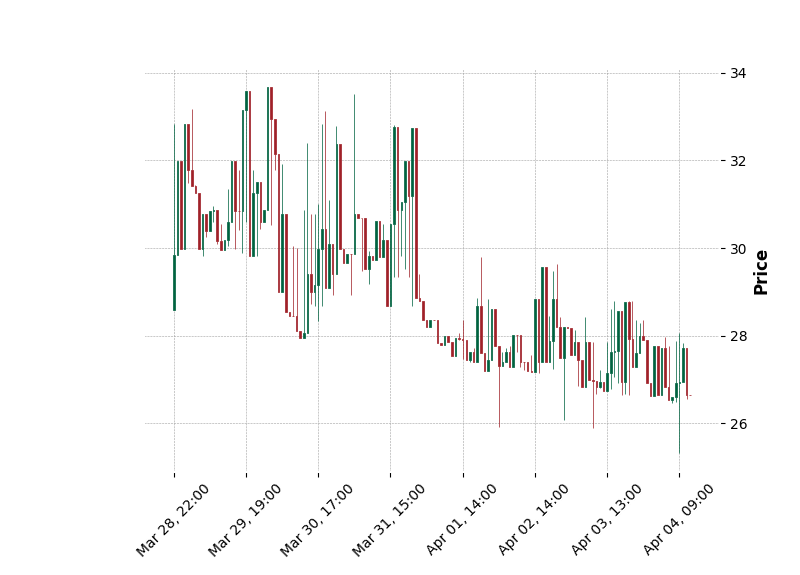 34
32
30
28
26
Price
Mar 28, 22:00
Mar 29, 19:00
Mar 30, 17:00
Mar 31, 15:00
Apr 01, 14:00
Apr 02, 14:00
Apr 03, 13:00
Apr 04, 09:00